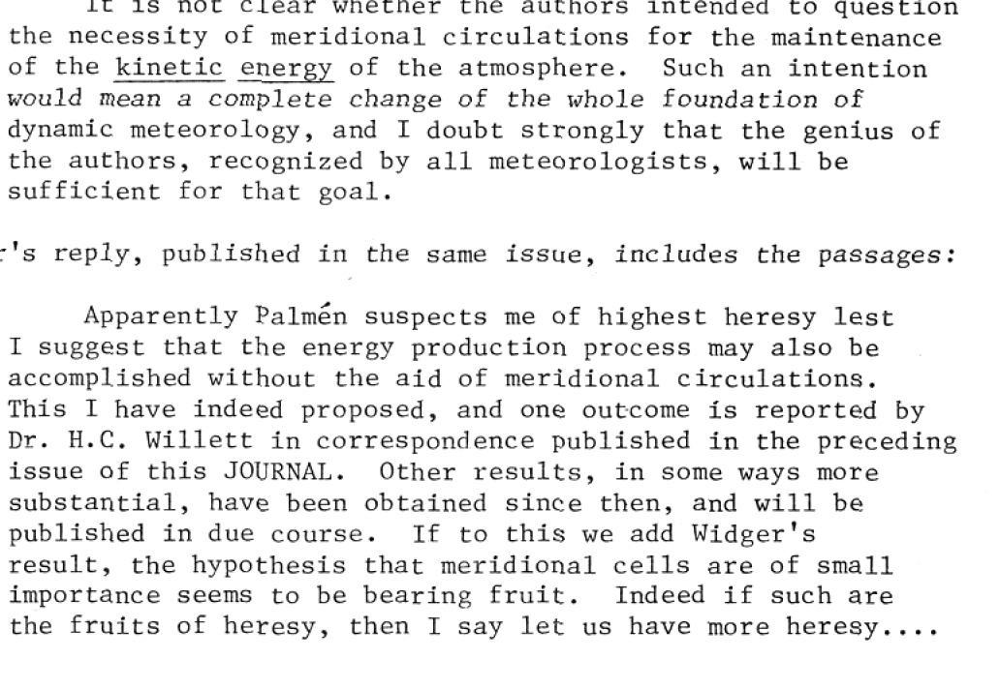 It is not clear whether the authors intended to question
the necessity of meridional circulations for the maintenance
of the kinetic energy of the atmosphere. Such an intention
would mean a complete change of the whole foundation of
dynamic meteorology, and I doubt strongly that the genius of
the authors, recognized by all meteorologists, will be
sufficient for that goal.
r's reply, published in the same issue, includes the passages:
Apparently Palmén suspects me of highest heresy lest
I suggest that the energy production process may also be
accomplished without the aid of meridional circulations.
This I have indeed proposed, and one outcome is reported by
Dr. H.C. Willett in correspondence published in the preceding
issue of this JOURNAL. Other results, in some ways more
substantial, have been obtained since then, and will be
published in due course. If to this we add Widger's
result, the hypothesis that meridional cells are of small
importance seems to be bearing fruit. Indeed if such are
the fruits of heresy, then I say let us have more heresy....